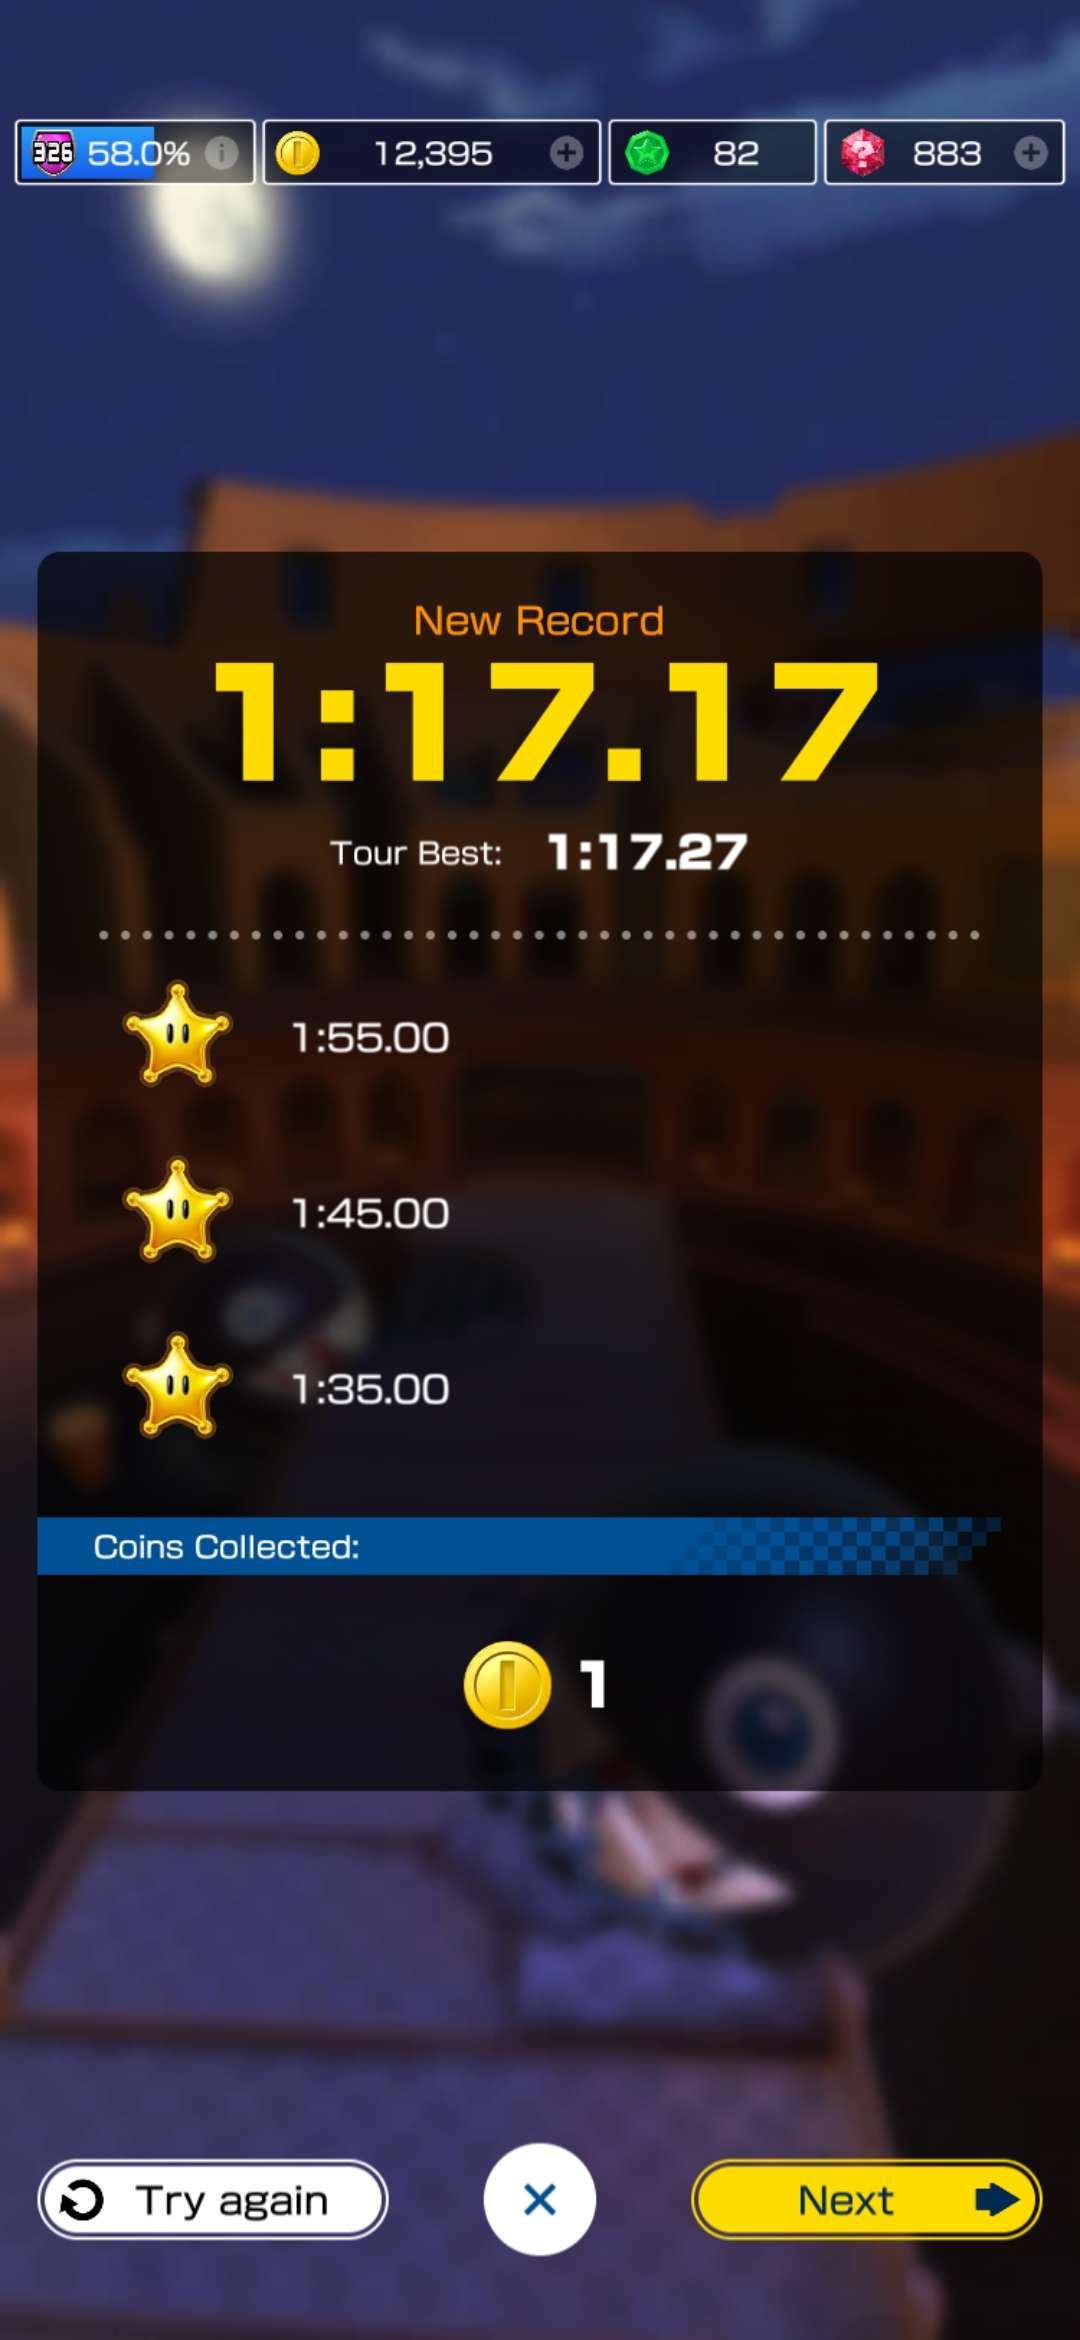 326 58.0% i 12,395 + 82 ? 883 +
New Record
1:17.17
Tour Best: 1:17.27
1:55.00
1:45.00
1:35.00
Coins Collected:
1
Try again × Next